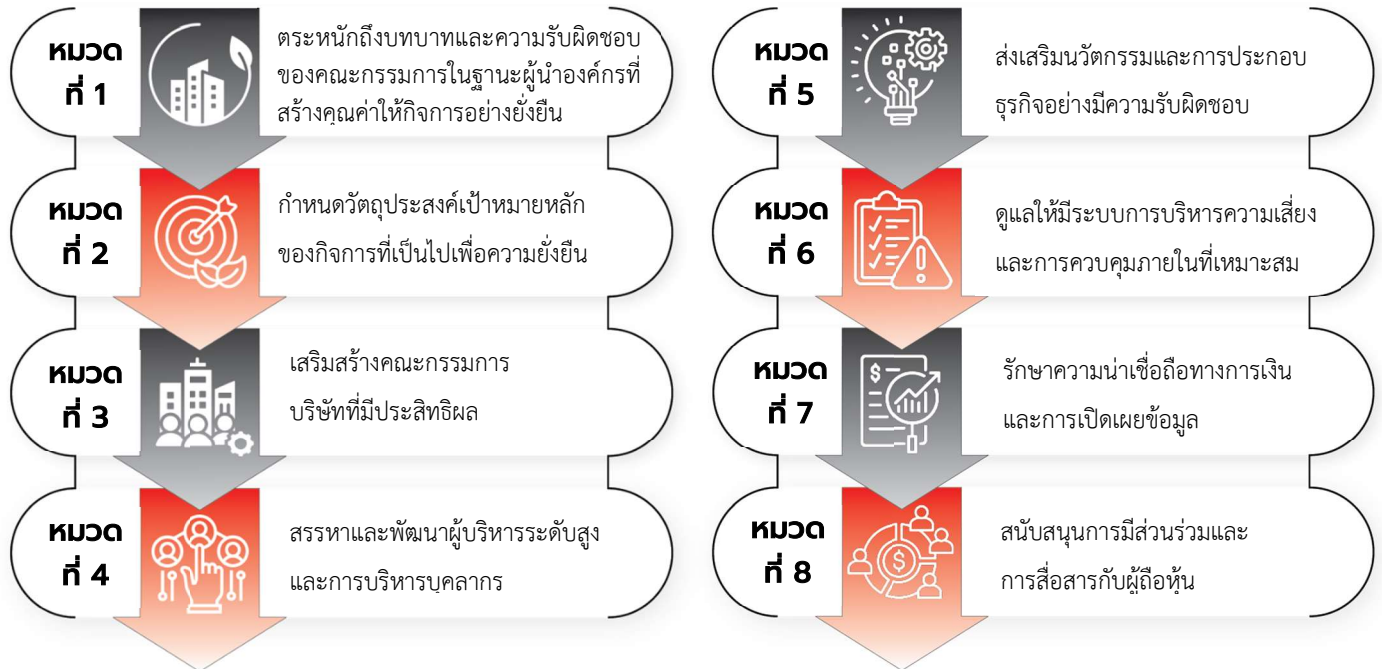 หมวด
ที่ 1
ตระหนักถึงบทบาทและความรับผิดชอบ
ของคณะกรรมการในฐานะผู้นำองค์กรที่
สร้างคุณค่าให้กิจการอย่างยั่งยืน
หมวด
ที่ 2
กำหนดวัตถุประสงค์เป้าหมายหลัก
ของกิจการที่เป็นไปเพื่อความยั่งยืน
หมวด
ที่ 3
เสริมสร้างคณะกรรมการ
บริษัทที่มีประสิทธิผล
หมวด
ที่ 4
สรรหาและพัฒนาผู้บริหารระดับสูง
และการบริหารบุคลากร
หมวด
ที่ 5
ส่งเสริมนวัตกรรมและการประกอบ
ธุรกิจอย่างมีความรับผิดชอบ
หมวด
ที่ 6
ดูแลให้มีระบบการบริหารความเสี่ยง
และการควบคุมภายในที่เหมาะสม
หมวด
ที่ 7
$
รักษาความน่าเชื่อถือทางการเงิน
และการเปิดเผยข้อมูล
หมวด
ที่ 8
$
สนับสนุนการมีส่วนร่วมและ
การสื่อสารกับผู้ถือหุ้น